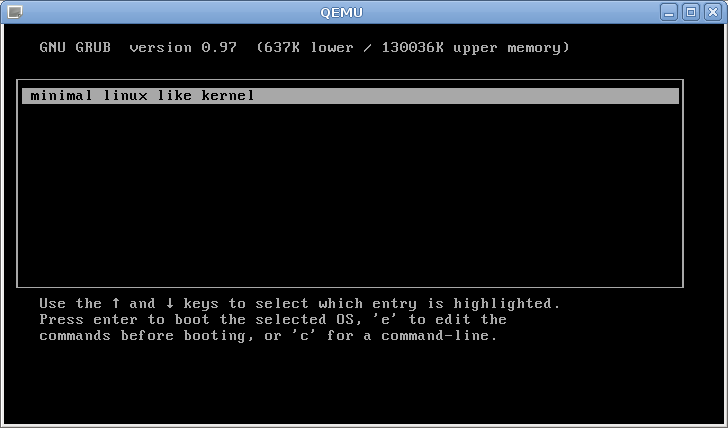 QEMU
GNU GRUB  version 0.97  (637K lower / 130036K upper memory)
minimal linux like kernel
Use the ↑ and ↓ keys to select which entry is highlighted.
Press enter to boot the selected OS, 'e' to edit the
commands before booting, or 'c' for a command-line.